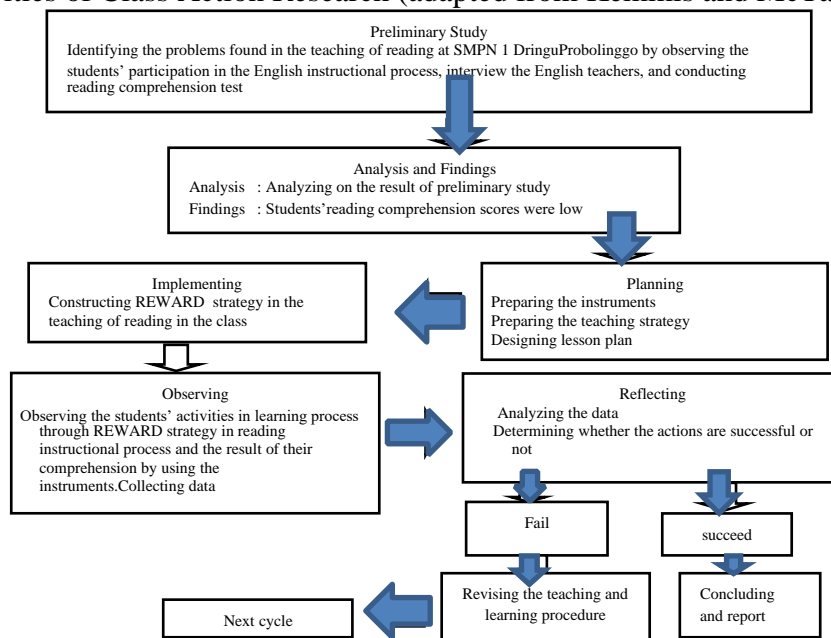 Preliminary Study
Identifying the problems found in the teaching of reading at SMPN 1 DringuProbolinggo by observing the
students' participation in the English instructional process, interview the English teachers, and conducting
reading comprehension test
Analysis and Findings
Analysis : Analyzing on the result of preliminary study
Findings : Students'reading comprehension scores were low
Implementing
Constructing REWARD strategy in the
teaching of reading in the class
Planning
Preparing the instruments
Preparing the teaching strategy
Designing lesson plan
Observing
Observing the students' activities in learning process
through REWARD strategy in reading
instructional process and the result of their
comprehension by using the
instruments.Collecting data
Reflecting
Analyzing the data
Determining whether the actions are successful or
not
Fail
succeed
Revising the teaching and
learning procedure
Concluding
and report
Next cycle